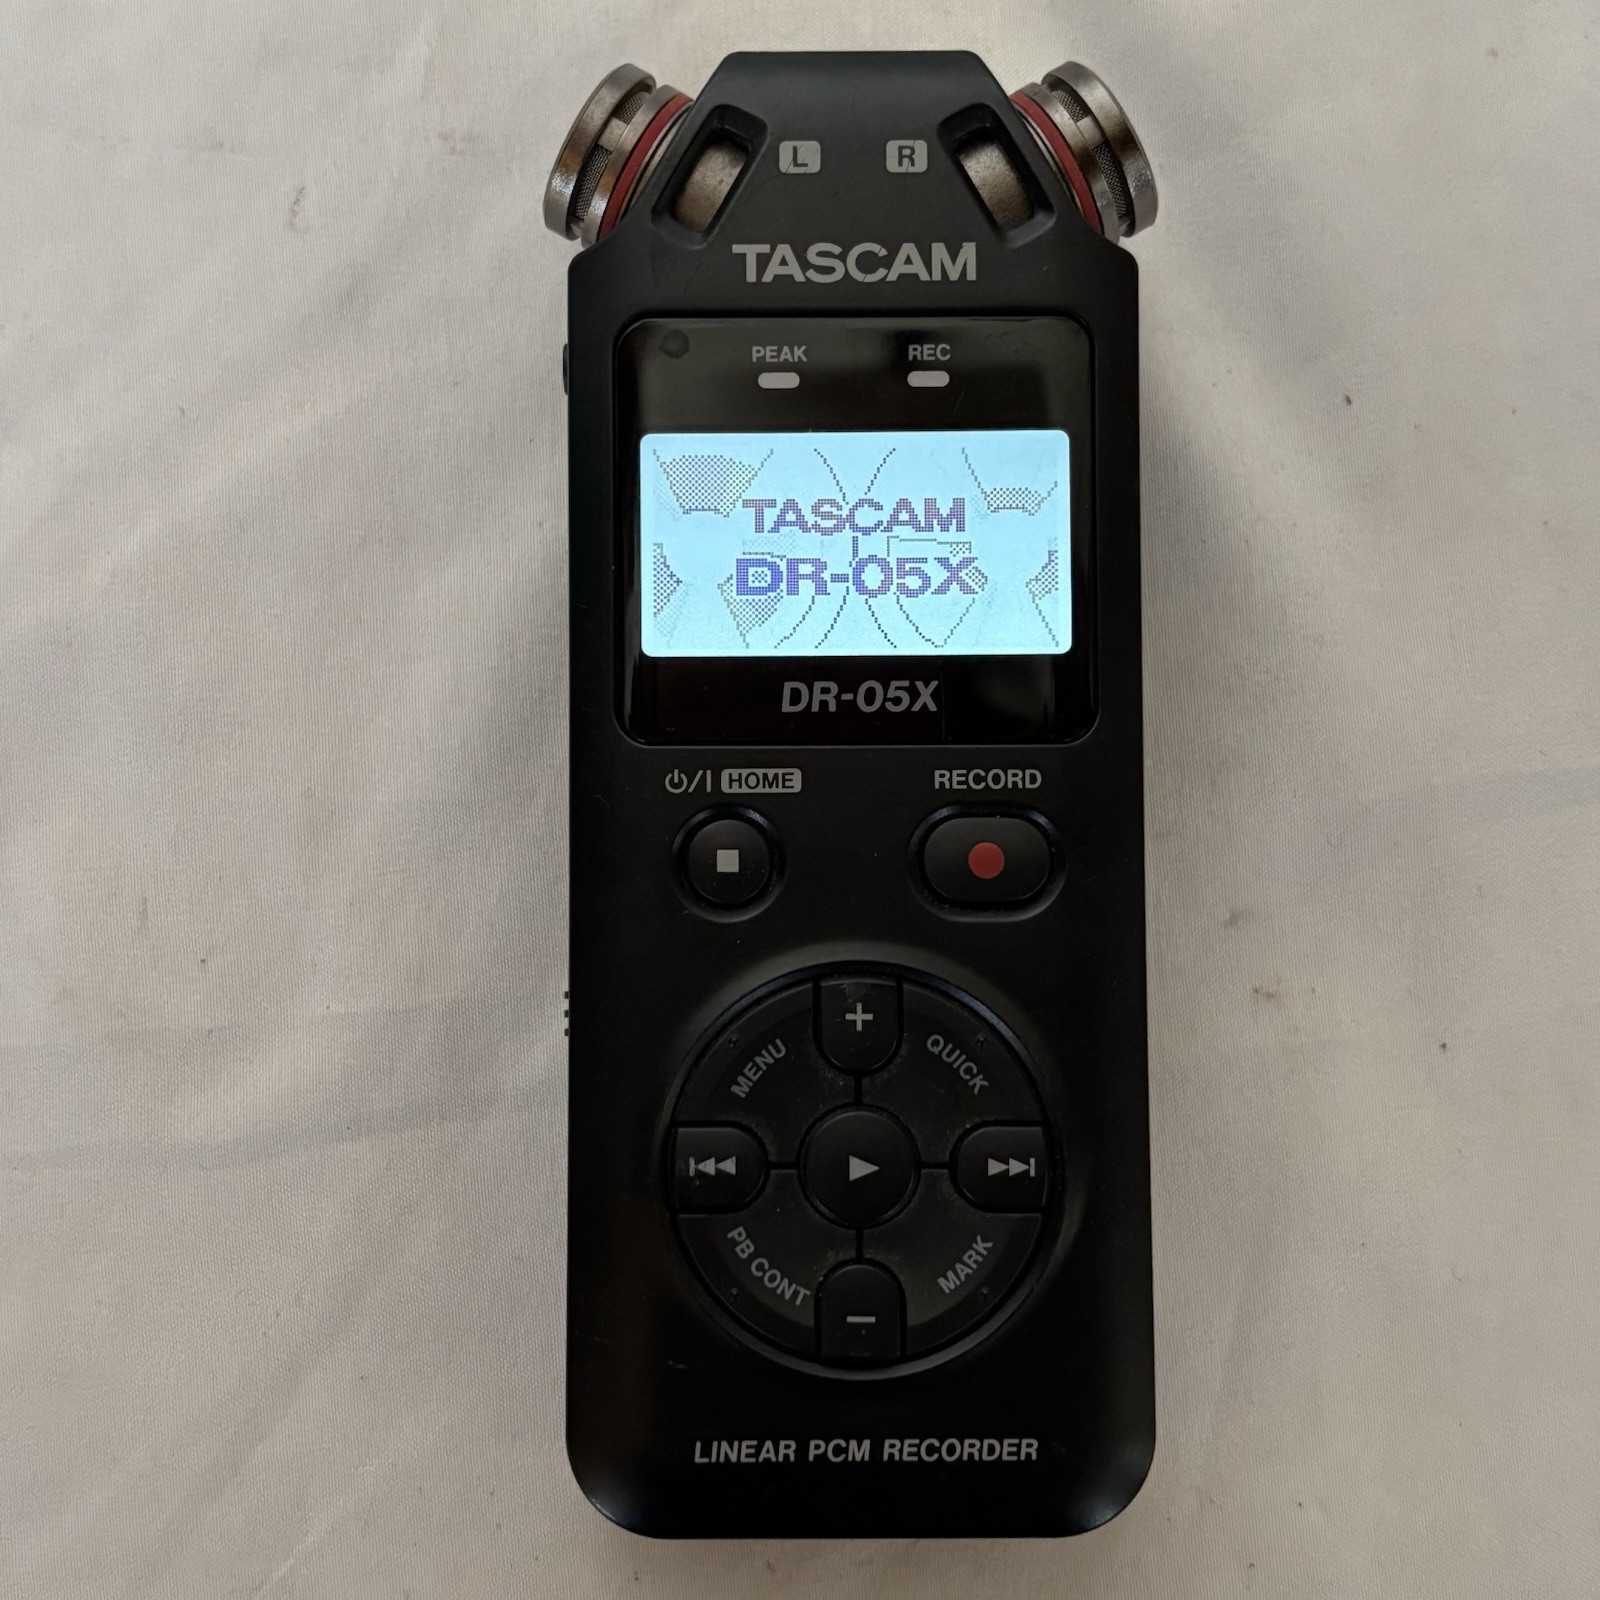 L R
TASCAM
PEAK REC
TASCAM
DR-05X
DR-05X
⏻/I HOME RECORD
+
MENU QUICK
PB CONT MARK
−
LINEAR PCM RECORDER